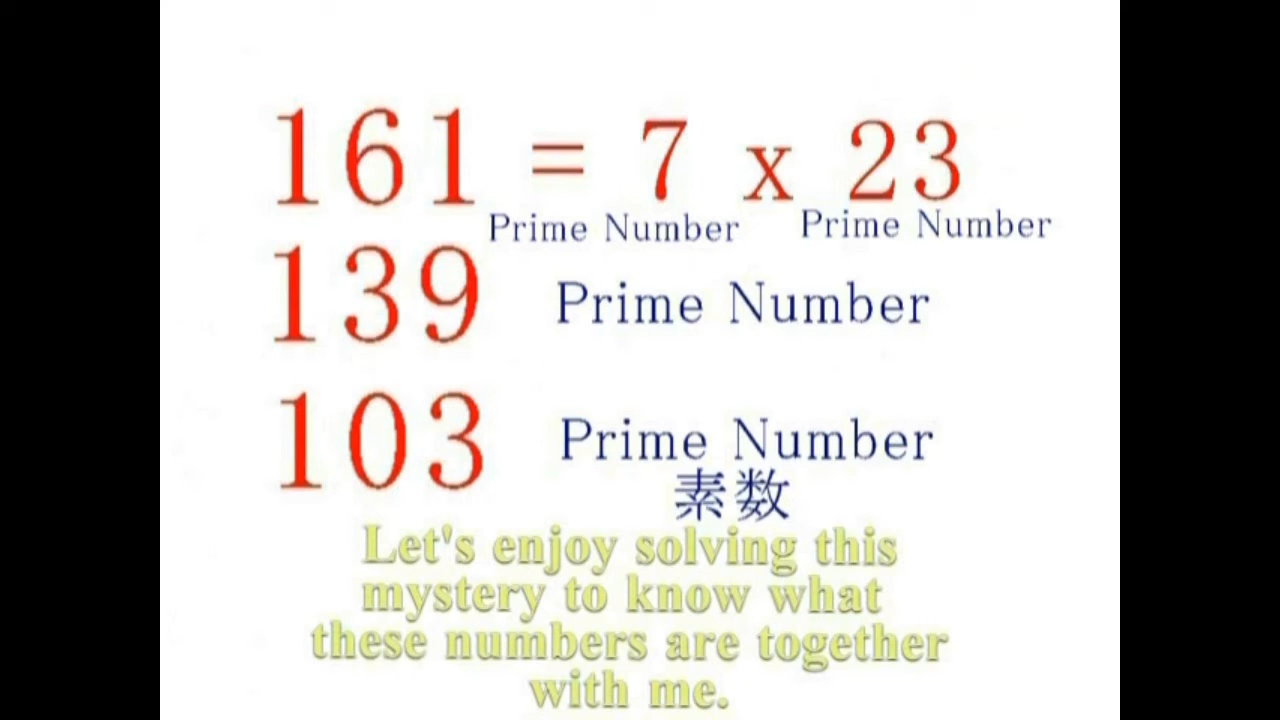 161 = 7 x 23
Prime Number Prime Number
139 Prime Number
103 Prime Number
素数
Let's enjoy solving this
mystery to know what
these numbers are together
with me.